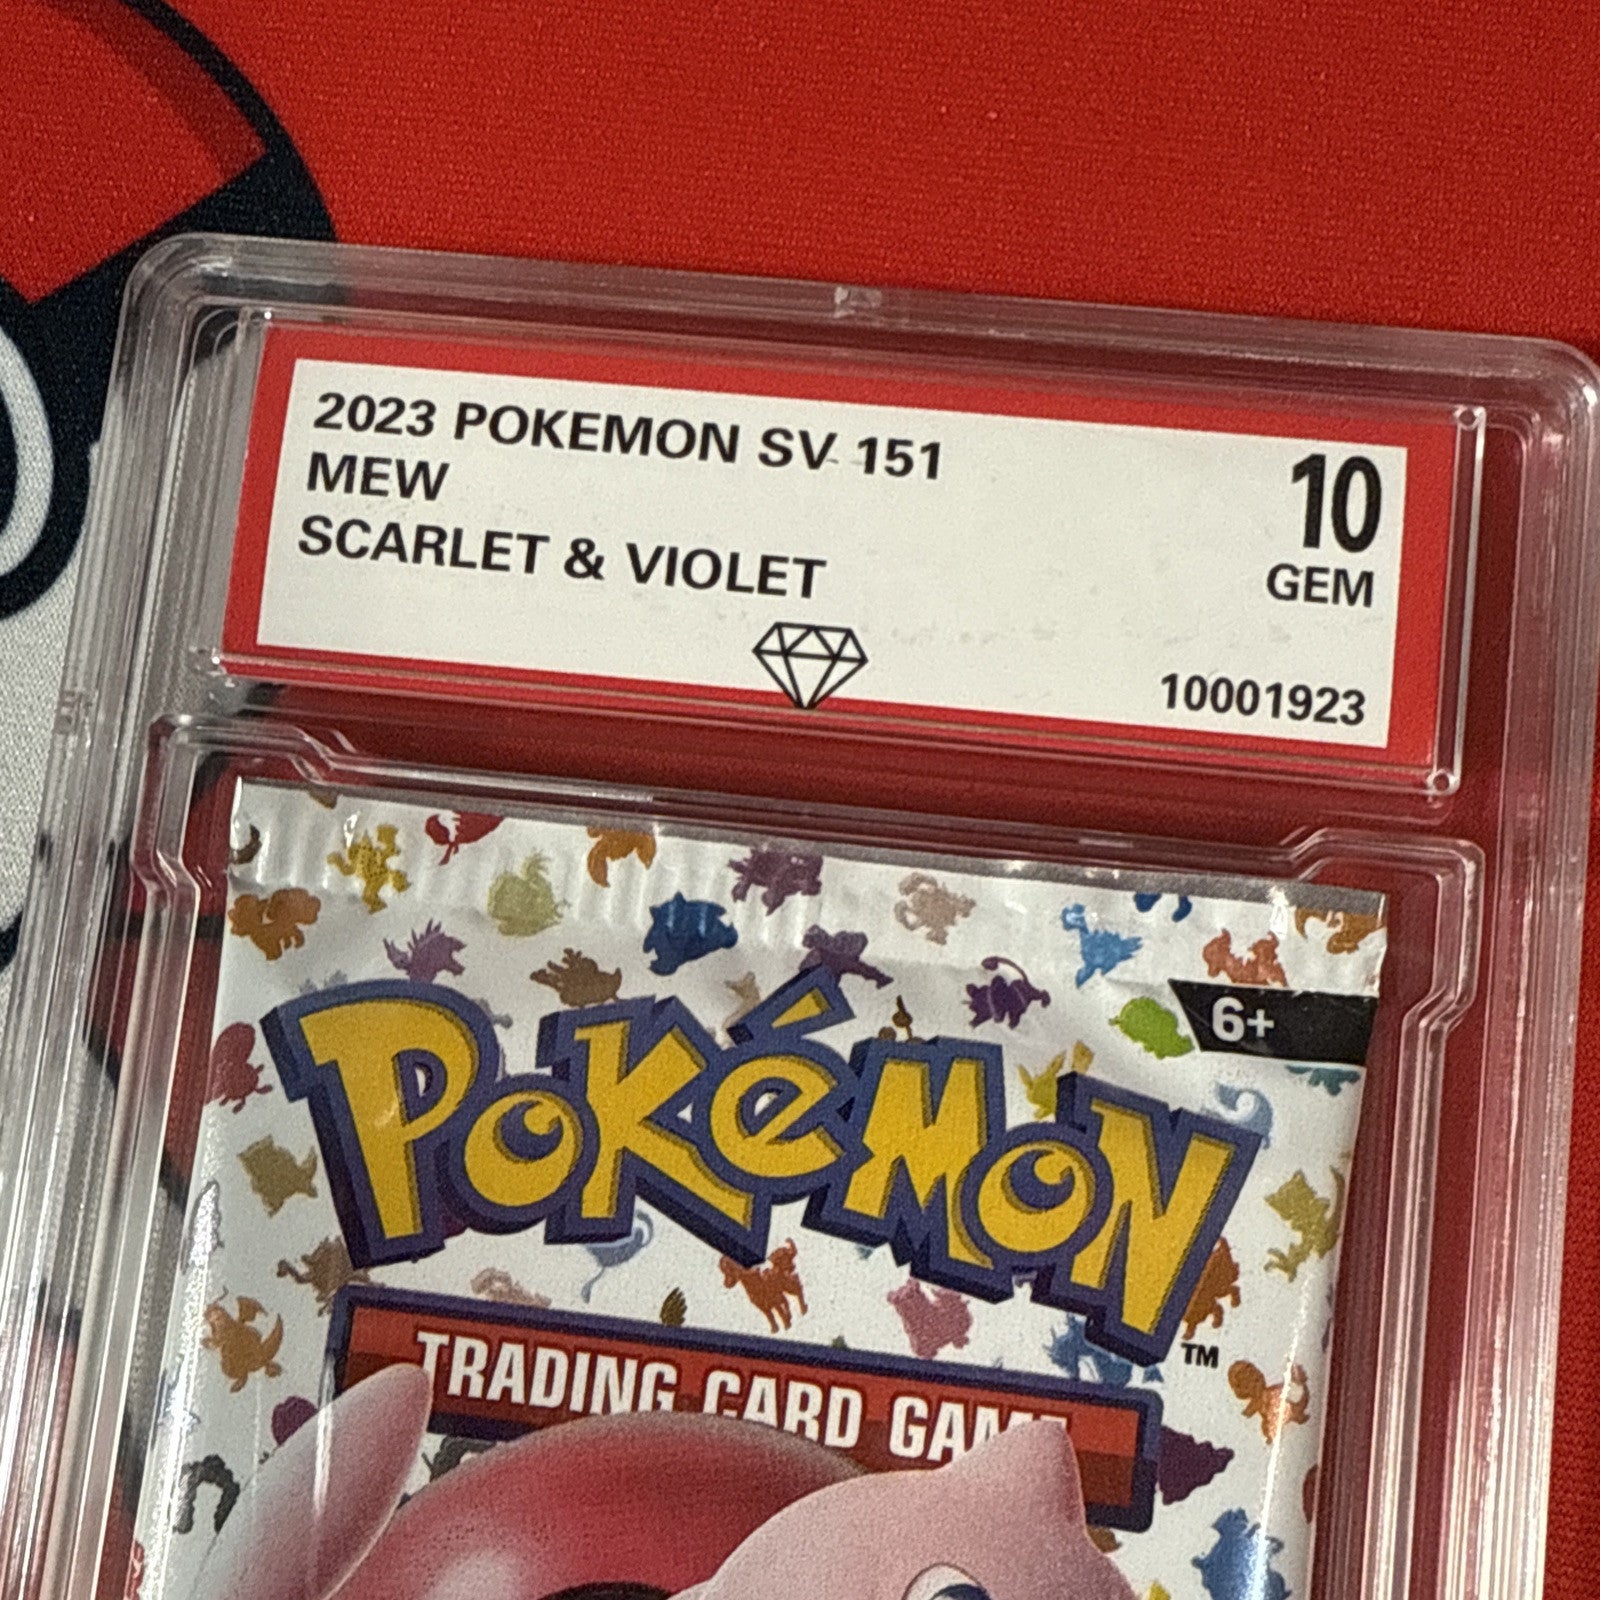 2023 POKEMON SV 151
MEW
SCARLET & VIOLET
10
GEM
10001923
6+
POKéMON
TM
TRADING CARD GAME